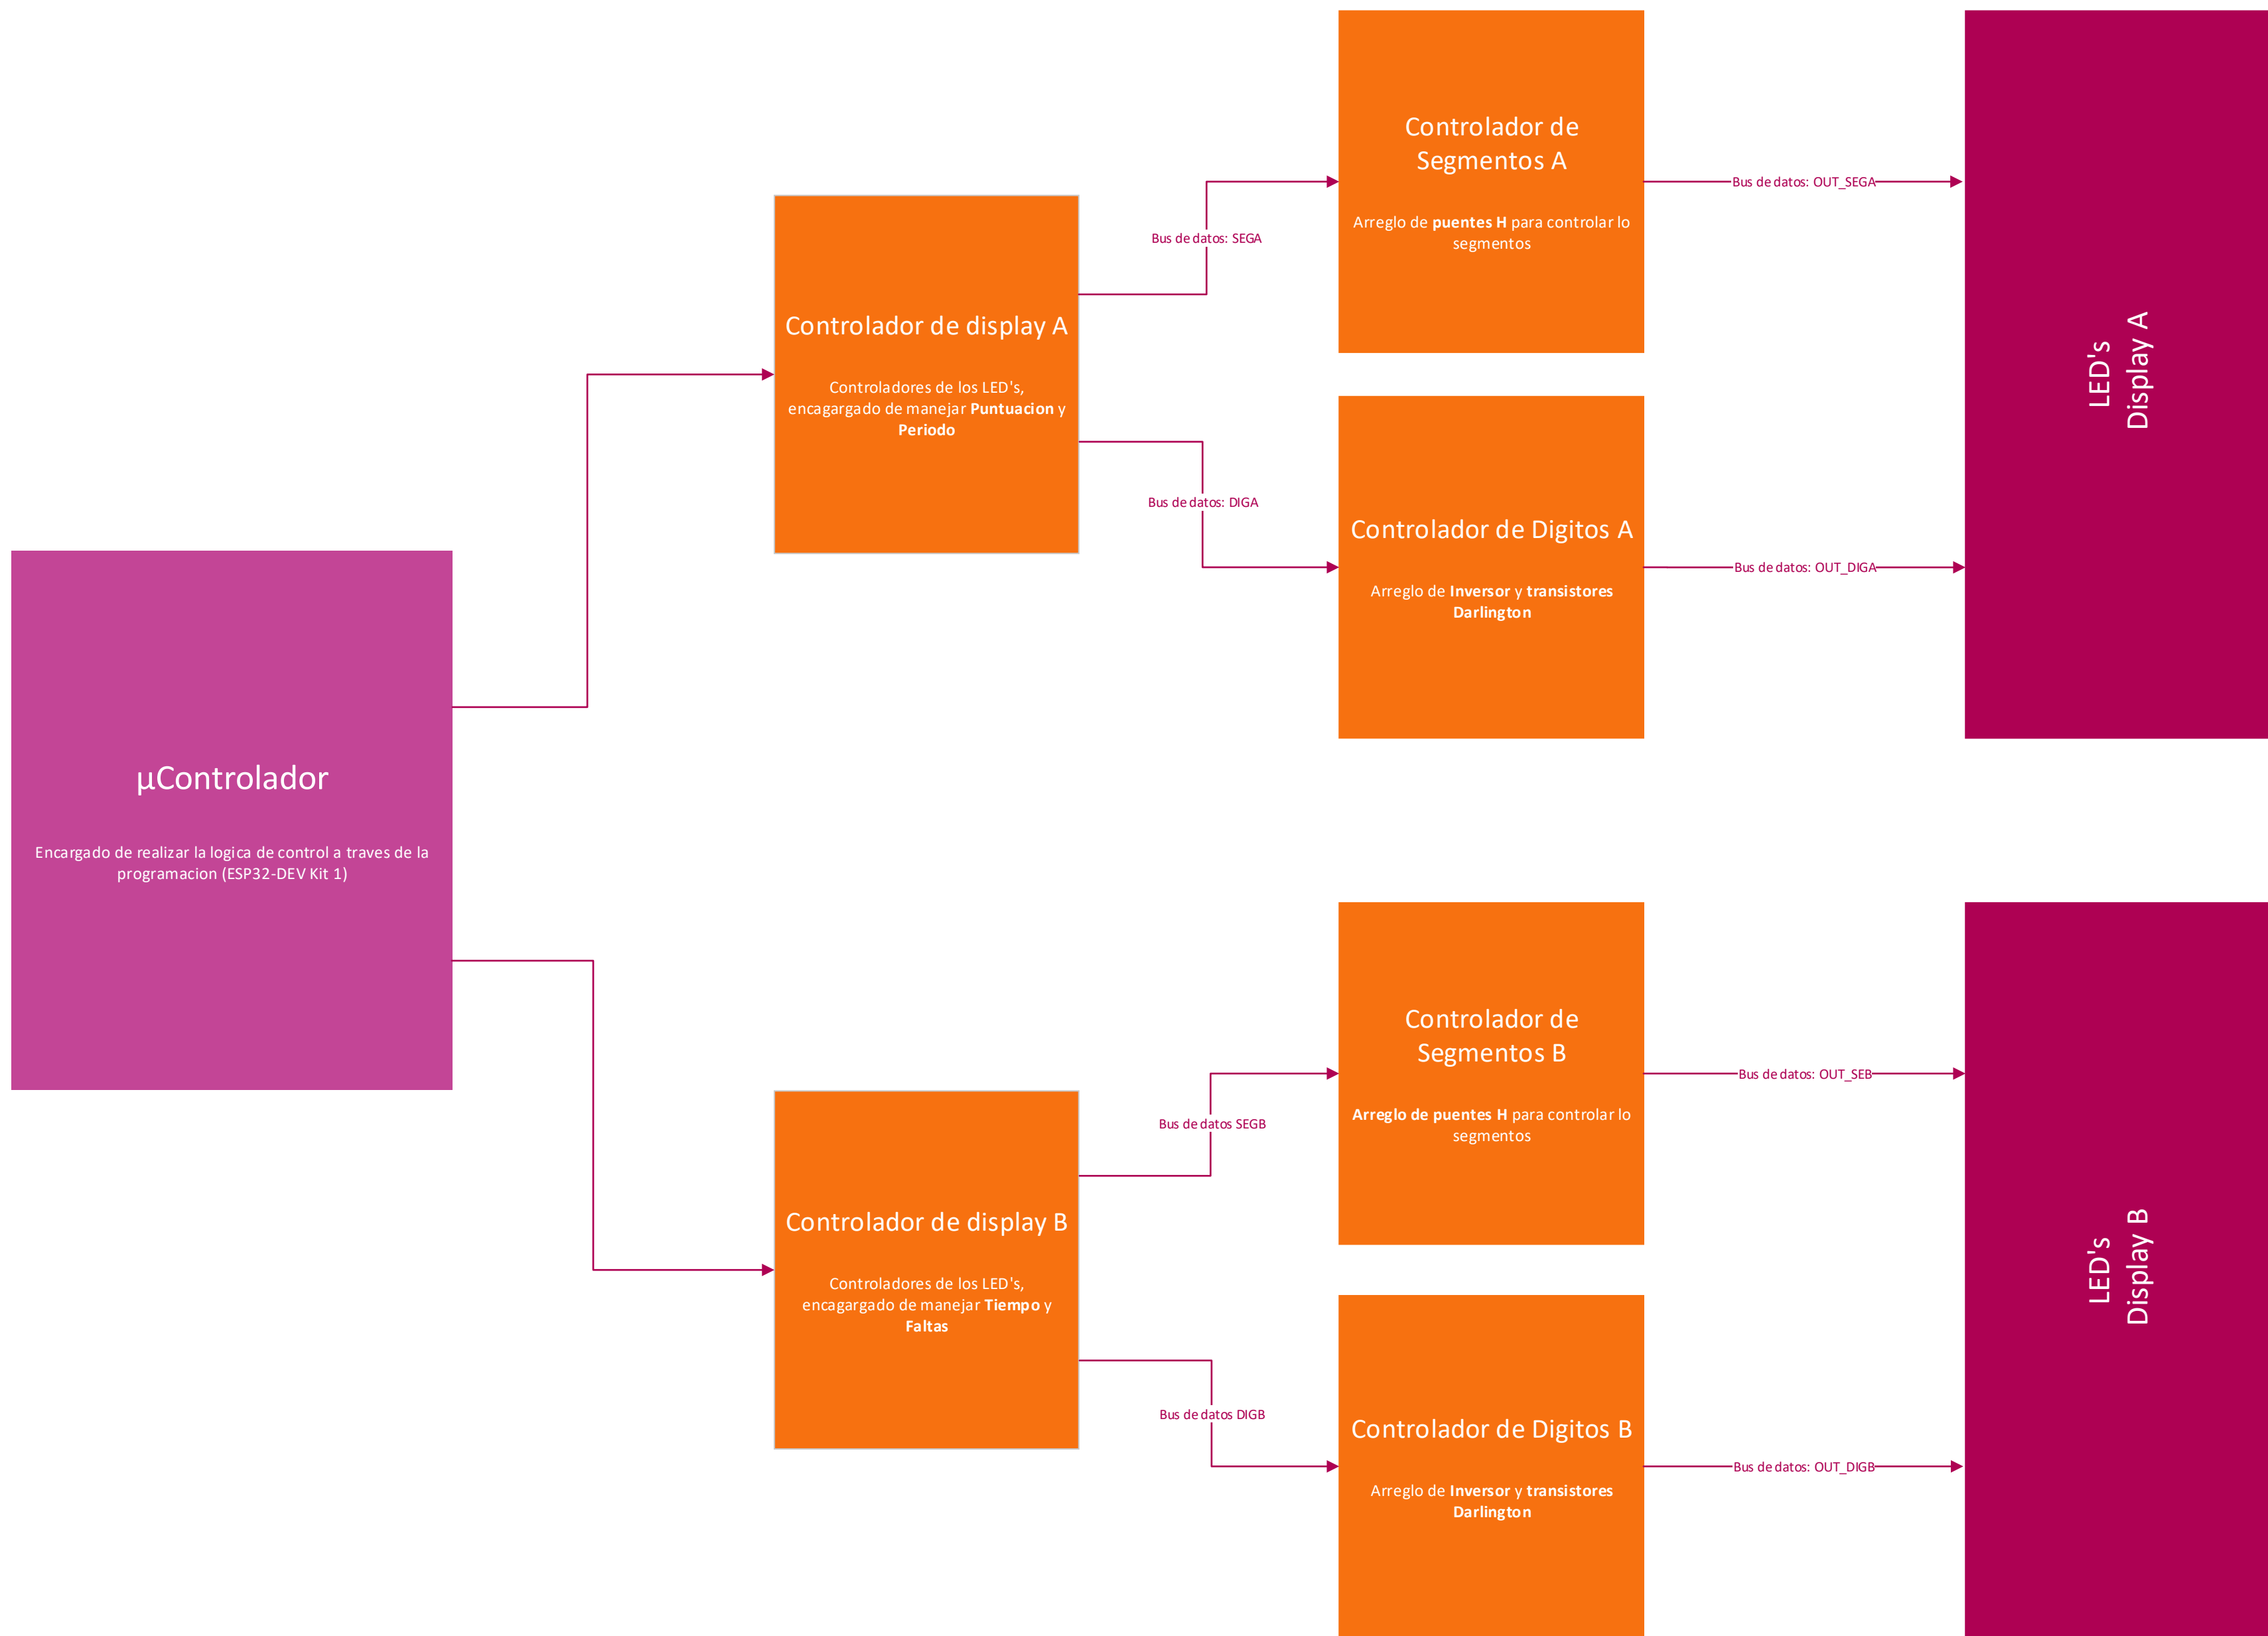 µControlador
Encargado de realizar la logica de control a traves de la
programacion (ESP32-DEV Kit 1)
Controlador de display A
Controladores de los LED's,
encagargado de manejar Puntuacion y
Periodo
Bus de datos: SEGA
Bus de datos: DIGA
Controlador de
Segmentos A
Arreglo de puentes H para controlar lo
segmentos
Controlador de Digitos A
Arreglo de Inversor y transistores
Darlington
Bus de datos: OUT_SEGA
Bus de datos: OUT_DIGA
LED's
Display A
Controlador de display B
Controladores de los LED's,
encagargado de manejar Tiempo y
Faltas
Bus de datos SEGB
Bus de datos DIGB
Controlador de
Segmentos B
Arreglo de puentes H para controlar lo
segmentos
Controlador de Digitos B
Arreglo de Inversor y transistores
Darlington
Bus de datos: OUT_SEB
Bus de datos: OUT_DIGB
LED's
Display B